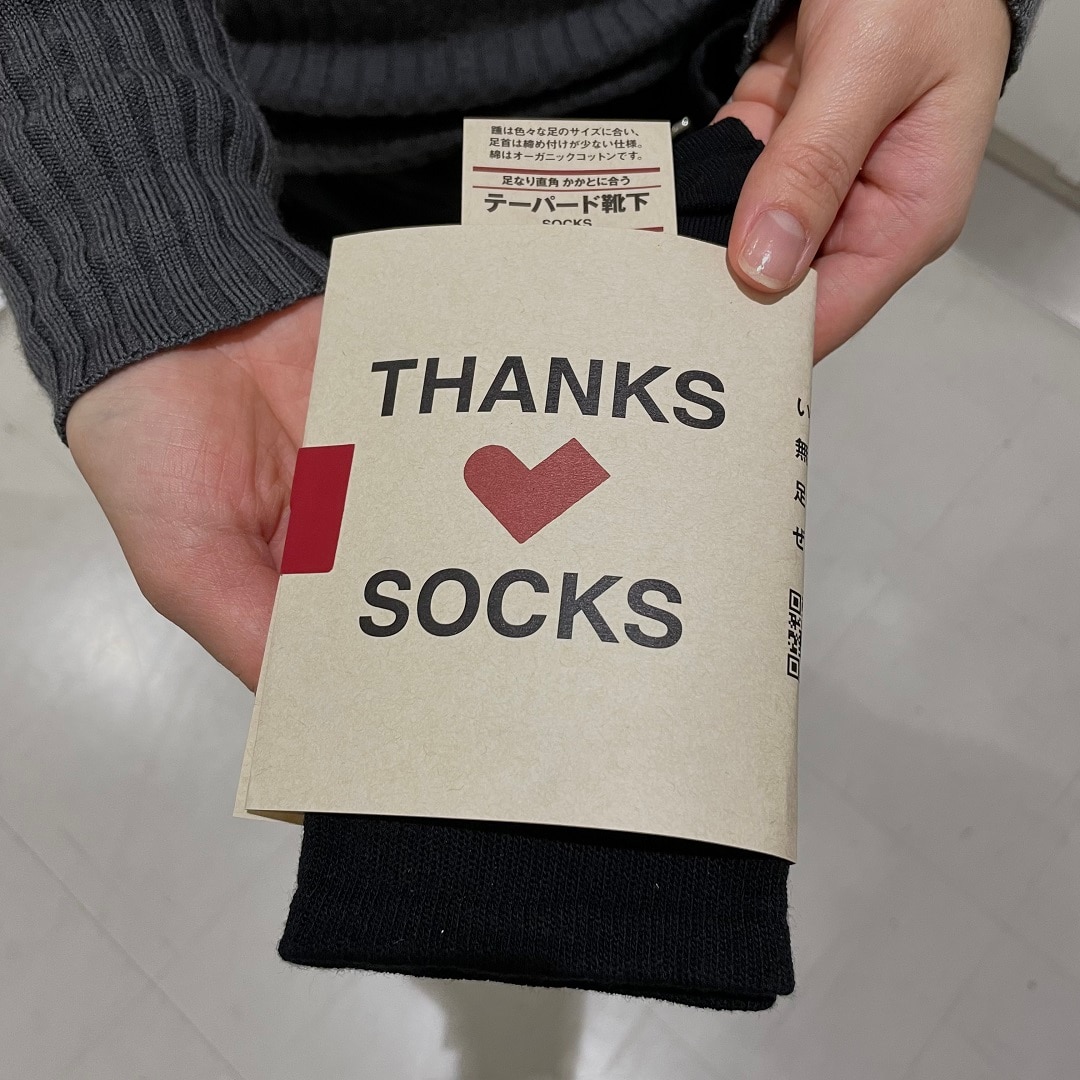 踵は色々な足のサイズに合い、
足首は締め付けが少ない仕様。
綿はオーガニックコットンです。
足なり直角 かかとに合う
テーパード靴下
SOCKS
THANKS
SOCKS
い無足ぜ